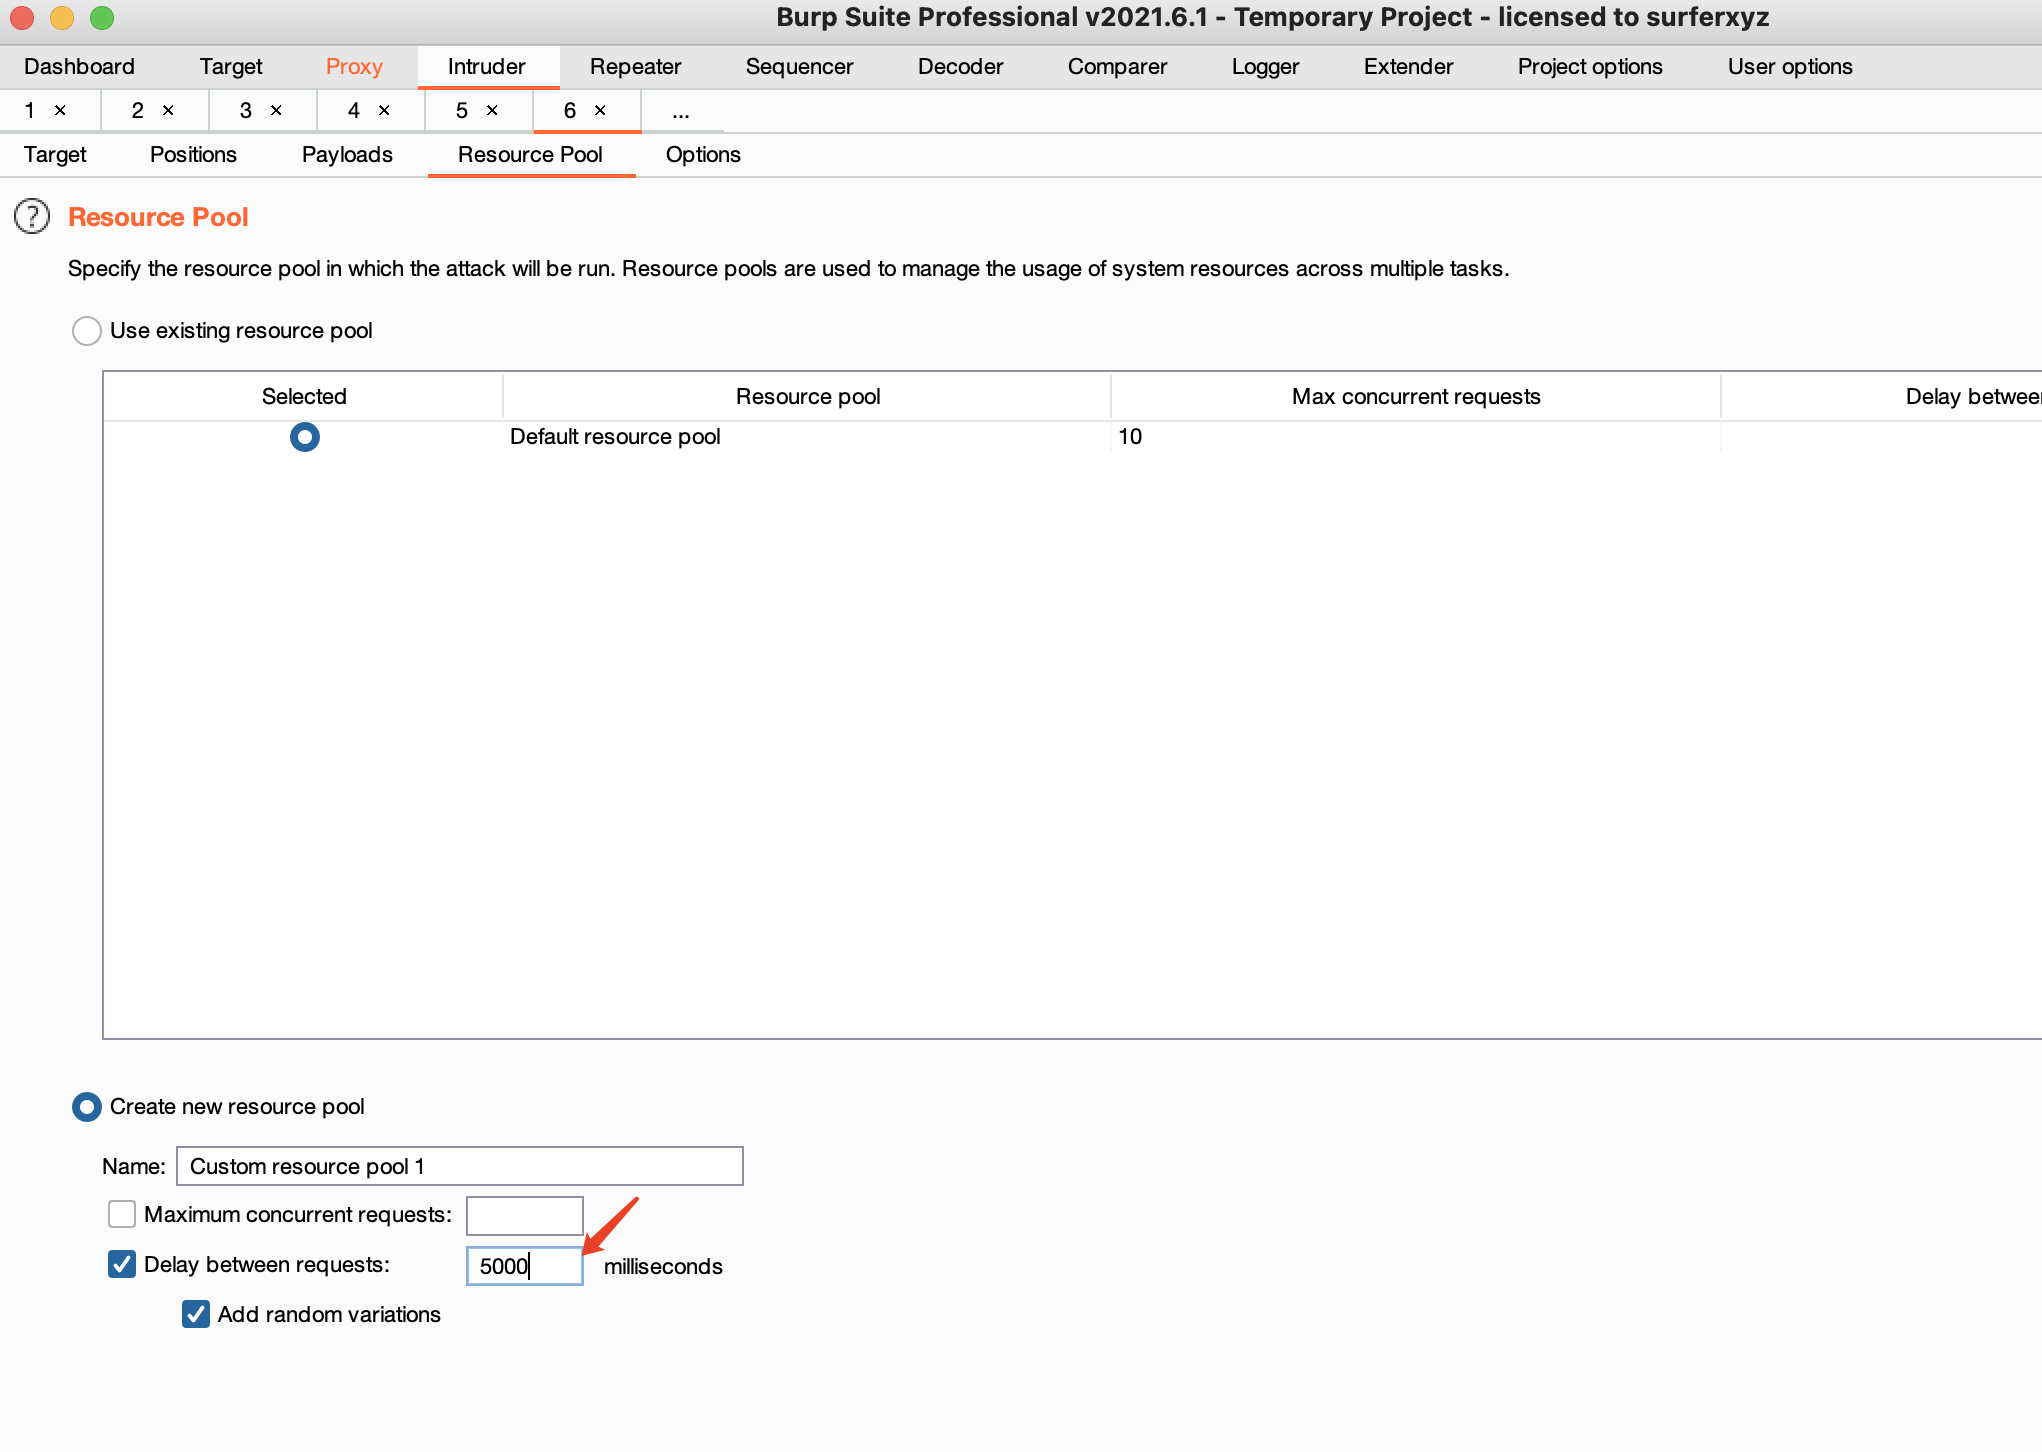 Burp Suite Professional v2021.6.1 - Temporary Project - licensed to surferxyz
Dashboard Target Proxy Intruder Repeater Sequencer Decoder Comparer Logger Extender Project options User options
1 × 2 × 3 × 4 × 5 × 6 × ...
Target Positions Payloads Resource Pool Options
? Resource Pool
Specify the resource pool in which the attack will be run. Resource pools are used to manage the usage of system resources across multiple tasks.
Use existing resource pool
Selected Resource pool Max concurrent requests Delay between
Default resource pool 10
Create new resource pool
Name: Custom resource pool 1
Maximum concurrent requests:
Delay between requests: 5000 milliseconds
Add random variations